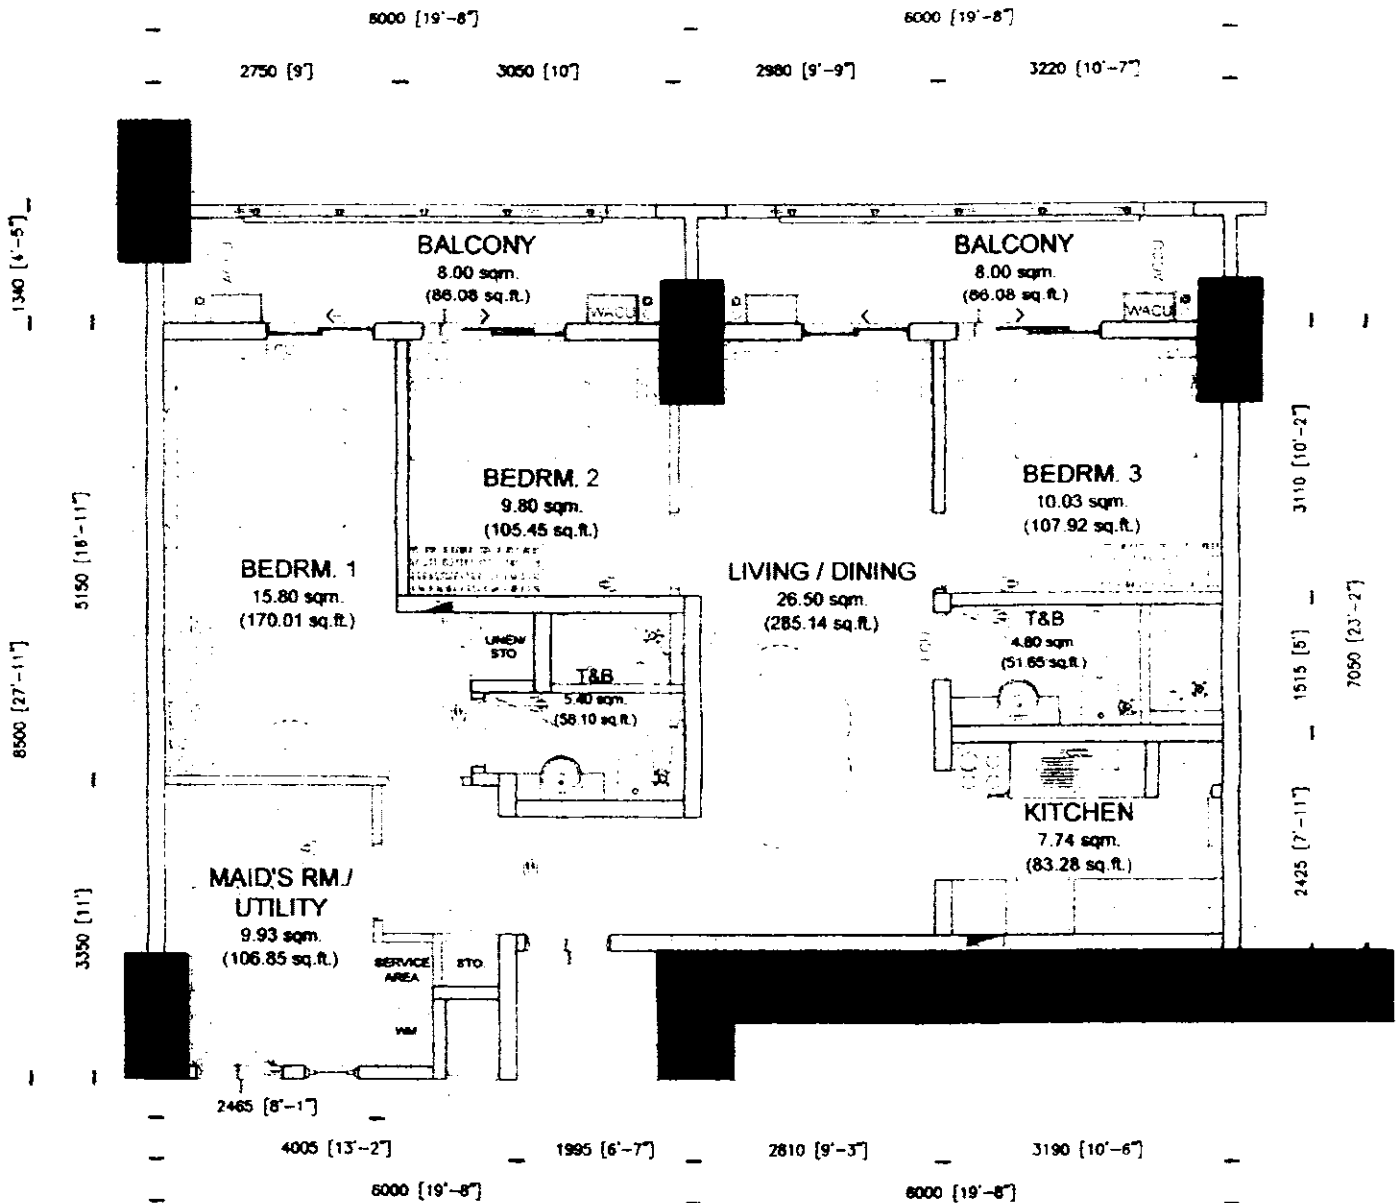 6000 [19'-8"]
6000 [19'-8"]
2750 [9']
3050 [10']
2980 [9'-9"]
3220 [10'-7"]
1340 [4'-5"]
BALCONY
8.00 sqm.
(86.08 sq.ft.)
BALCONY
8.00 sqm.
(86.08 sq.ft.)
ACCU
ACCU
WACU
WACU
FCU
BEDRM. 2
9.80 sqm.
(105.45 sq.ft.)
BEDRM. 3
10.03 sqm.
(107.92 sq.ft.)
3110 [10'-2"]
5150 [16'-11"]
BEDRM. 1
15.80 sqm.
(170.01 sq.ft.)
LIVING / DINING
26.50 sqm.
(285.14 sq.ft.)
LINEN/
STO
T&B
5.40 sqm.
(58.10 sq.ft.)
FCU
T&B
4.80 sqm
(51.65 sq.ft.)
1515 [5']
7050 [23'-2"]
8500 [27'-11"]
KITCHEN
7.74 sqm.
(83.28 sq.ft.)
2425 [7'-11"]
MAID'S RM./
UTILITY
9.93 sqm.
(106.85 sq.ft.)
3350 [11']
SERVICE
AREA
STO.
WM
2465 [8'-1"]
4005 [13'-2"]
1995 [6'-7"]
2810 [9'-3"]
3190 [10'-6"]
6000 [19'-8"]
6000 [19'-8"]